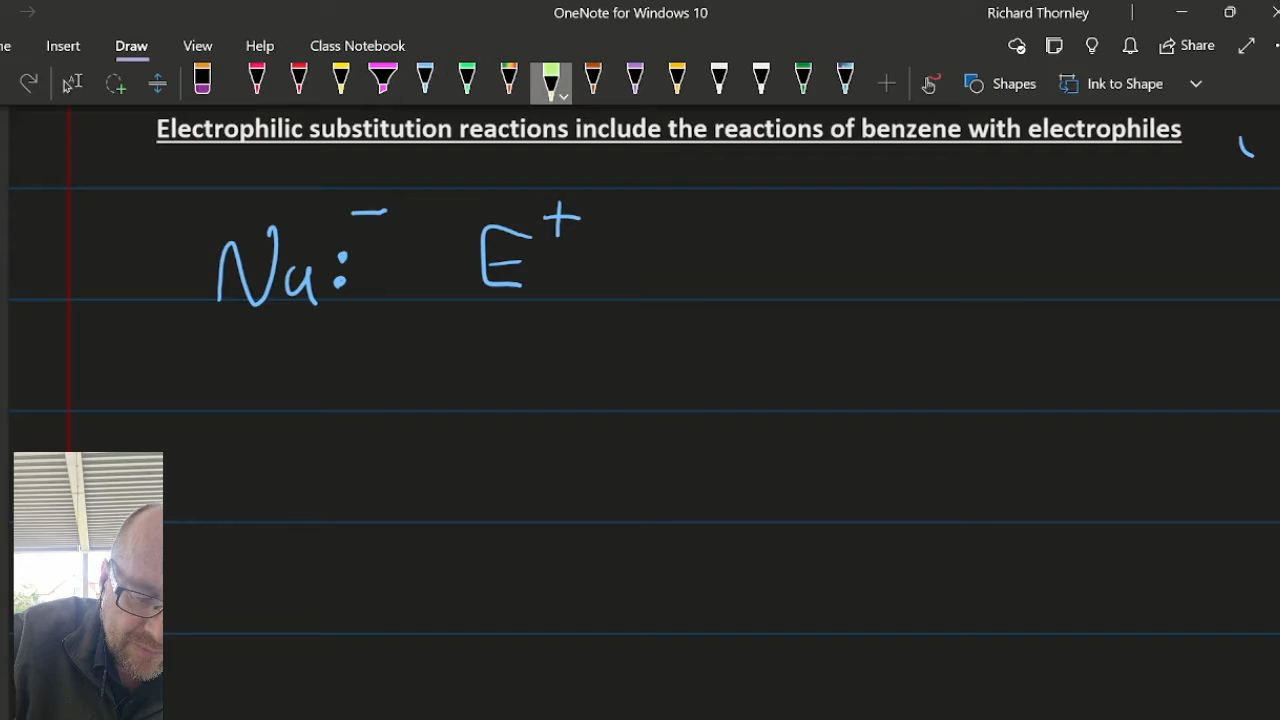 OneNote for Windows 10
Richard Thornley
Insert Draw View Help Class Notebook
Share
Shapes
Ink to Shape
Electrophilic substitution reactions include the reactions of benzene with electrophiles
Nu:⁻ E⁺